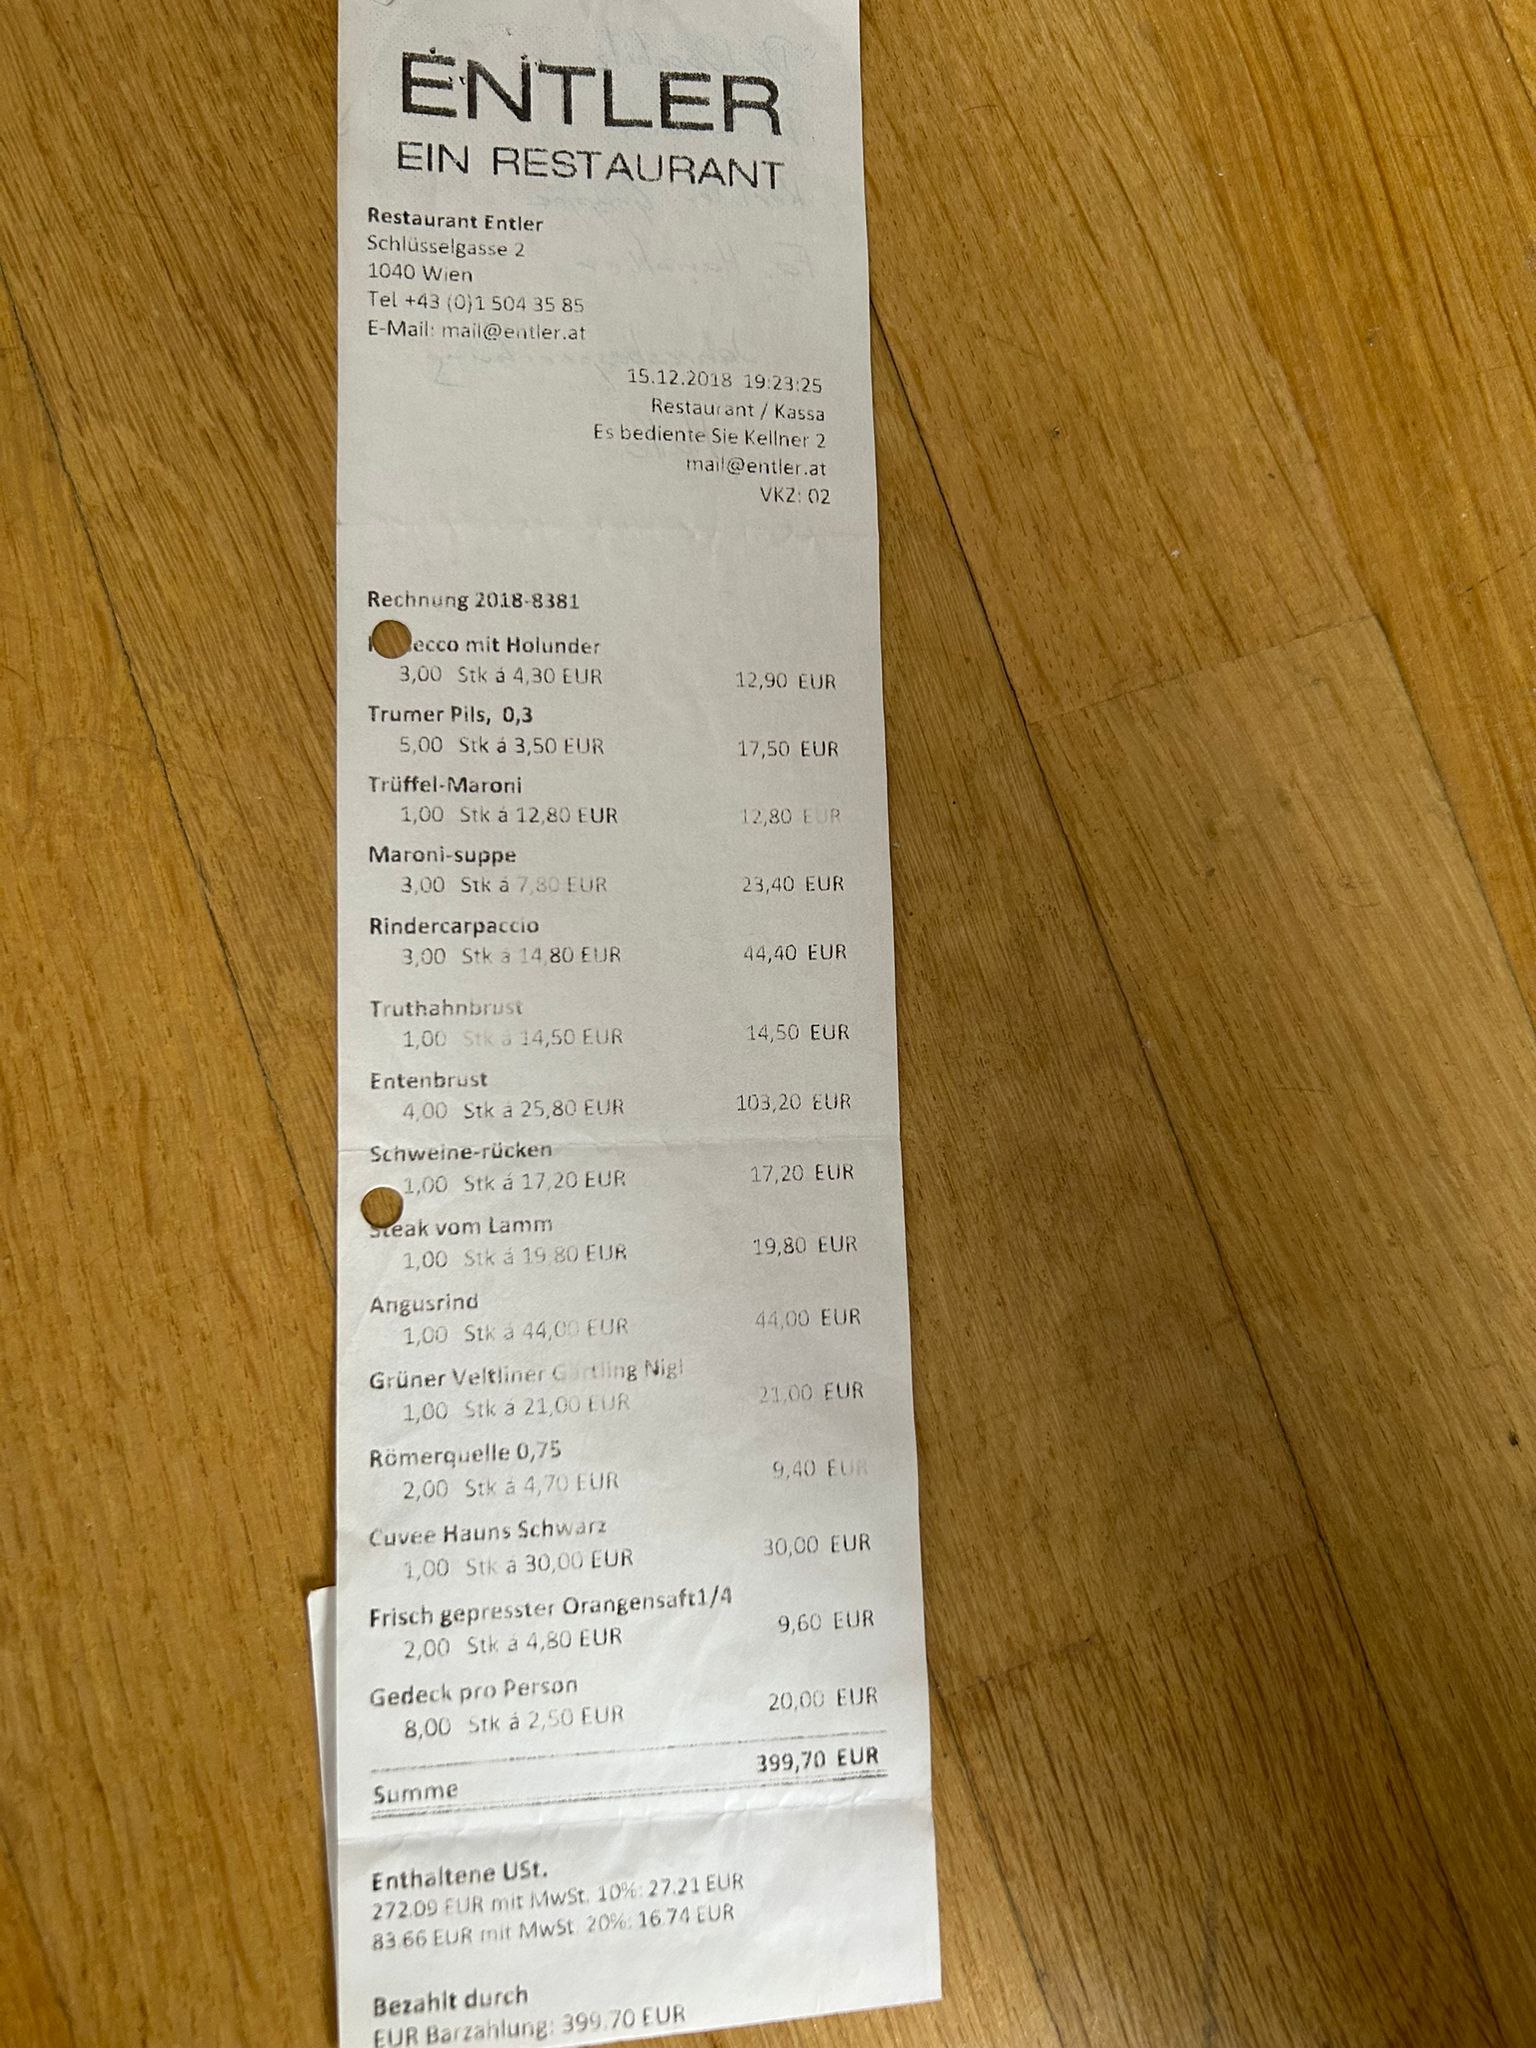 ENTLER
EIN RESTAURANT
Restaurant Entler
Schlüsselgasse 2
1040 Wien
Tel +43 (0)1 504 35 85
E-Mail: mail@entler.at
15.12.2018 19:23:25
Restaurant / Kassa
Es bediente Sie Kellner 2
mail@entler.at
VKZ: 02
Rechnung 2018-8381
mit Holunder
3,00 Stk á 4,30 EUR 12,90 EUR
Trumer Pils, 0,3
5,00 Stk á 3,50 EUR 17,50 EUR
Trüffel-Maroni
1,00 Stk á 12,80 EUR 12,80 EUR
Maroni-suppe
3,00 Stk á 7,80 EUR 23,40 EUR
Rindercarpaccio
3,00 Stk á 14,80 EUR 44,40 EUR
Truthahnbrust
1,00 Stk á 14,50 EUR 14,50 EUR
Entenbrust
4,00 Stk á 25,80 EUR 103,20 EUR
Schweine-rücken
1,00 Stk á 17,20 EUR 17,20 EUR
Steak vom Lamm
1,00 Stk á 19,80 EUR 19,80 EUR
Angusrind
1,00 Stk á 44,00 EUR 44,00 EUR
Grüner Veltliner Gärtling Nigl
1,00 Stk á 21,00 EUR 21,00 EUR
Römerquelle 0,75
2,00 Stk á 4,70 EUR 9,40 EUR
Cuvee Hauns Schwarz
1,00 Stk á 30,00 EUR 30,00 EUR
Frisch gepresster Orangensaft1/4
2,00 Stk á 4,80 EUR 9,60 EUR
Gedeck pro Person
8,00 Stk á 2,50 EUR 20,00 EUR
Summe 399,70 EUR
Enthaltene USt.
272.09 EUR mit MwSt. 10%: 27.21 EUR
83.66 EUR mit MwSt. 20%: 16.74 EUR
Bezahlt durch
EUR Barzahlung: 399.70 EUR